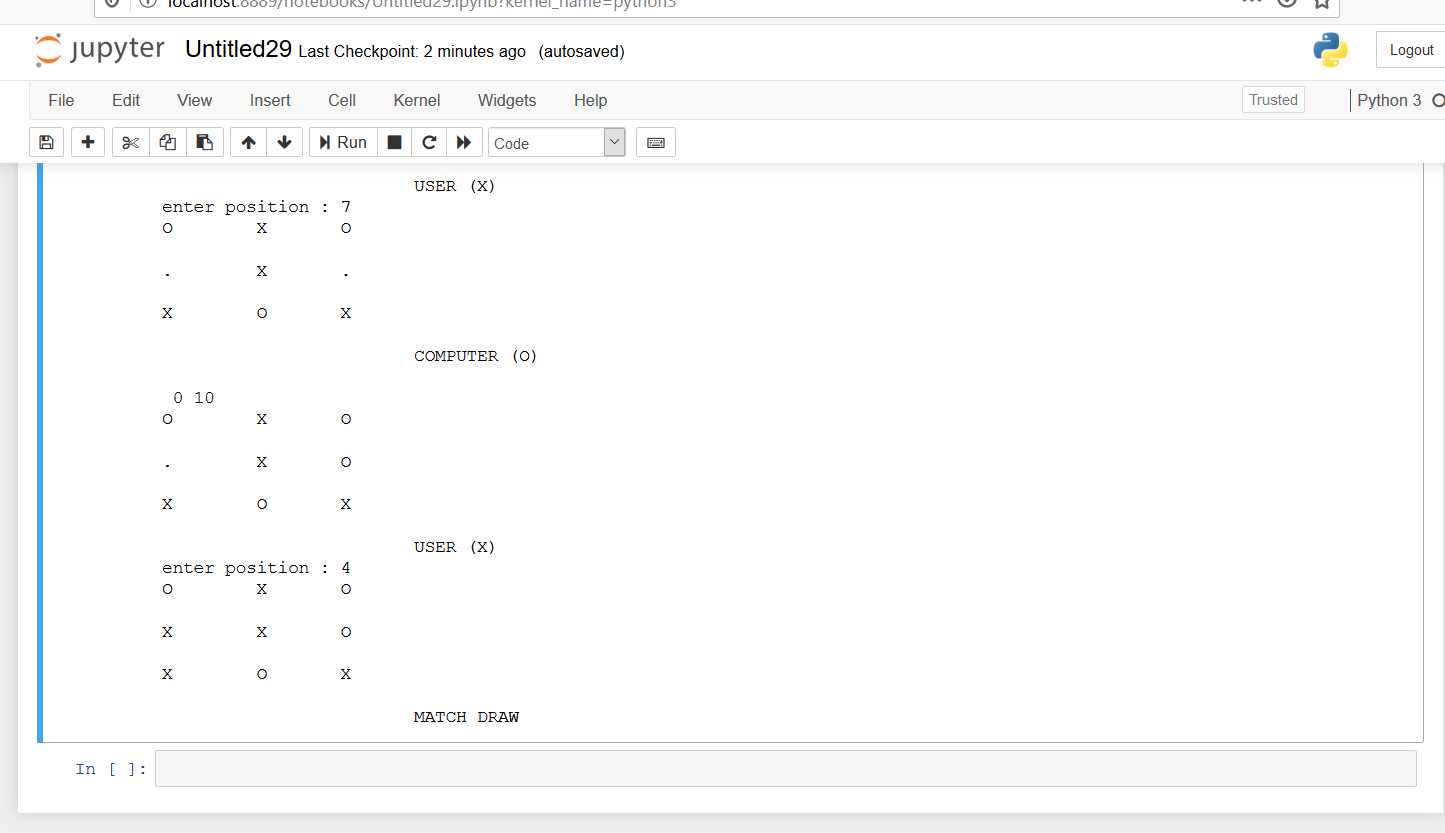 localhost:8889/notebooks/Untitled29.ipynb?kernel_name=python3
jupyter Untitled29 Last Checkpoint: 2 minutes ago (autosaved)
Logout
File Edit View Insert Cell Kernel Widgets Help
Trusted Python 3
Run Code
USER (X)
enter position : 7
O X O
. X .
X O X
COMPUTER (O)
0 10
O X O
. X O
X O X
USER (X)
enter position : 4
O X O
X X O
X O X
MATCH DRAW
In [ ]: